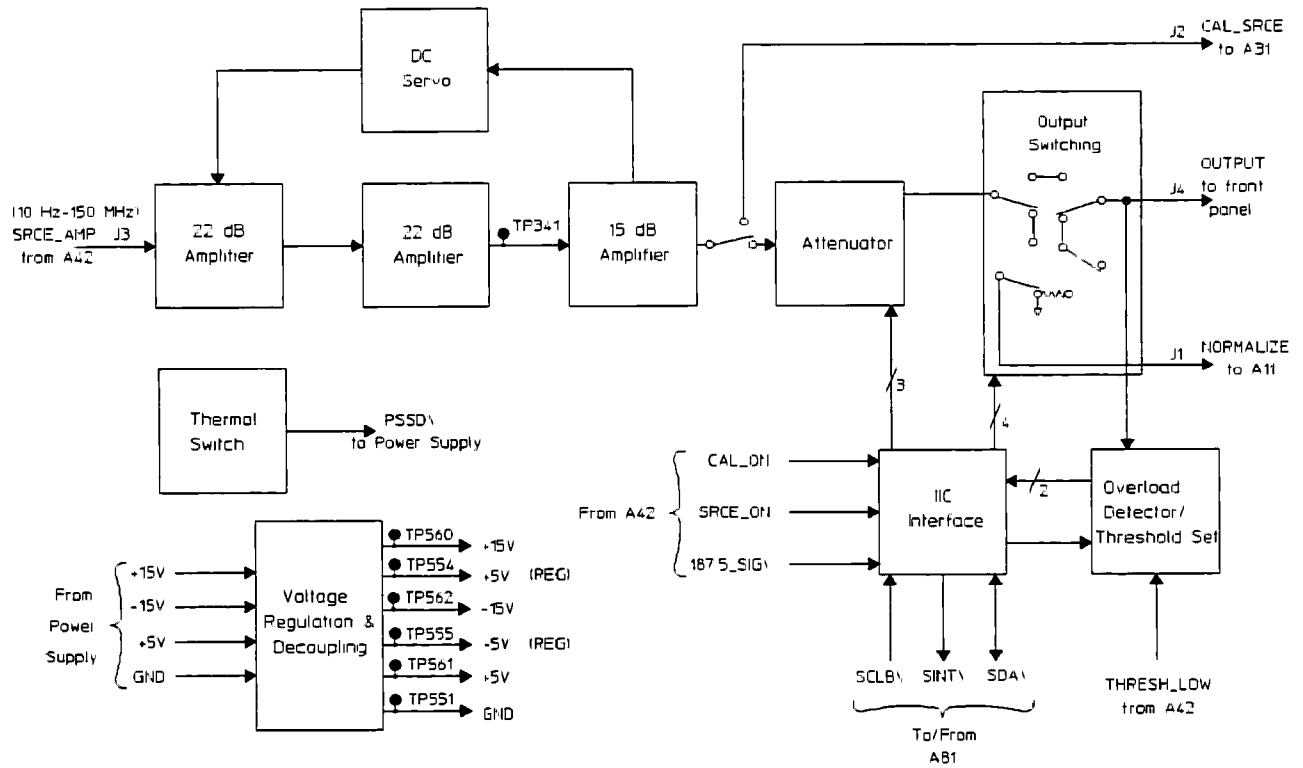 DC
Servo
J2
CAL_SRCE
to A31
Output
Switching
OUTPUT
to front
panel
J4
(10 Hz-150 MHz)
SRCE_AMP
J3
from A42
22 dB
Amplifier
22 dB
Amplifier
TP341
15 dB
Amplifier
Attenuator
J1
NORMALIZE
to A11
3
4
Thermal
Switch
PSSD\
to Power Supply
From A42
CAL_ON
SRCE_ON
187.5_SIG\
IIC
Interface
2
Overload
Detector/
Threshold Set
From
Power
Supply
+15V
-15V
+5V
GND
Voltage
Regulation &
Decoupling
TP560
+15V
TP554
+5V (REG)
TP562
-15V
TP555
-5V (REG)
TP561
+5V
TP551
GND
SCLB\
SINT\
SDA\
To/From
A81
THRESH_LOW
from A42